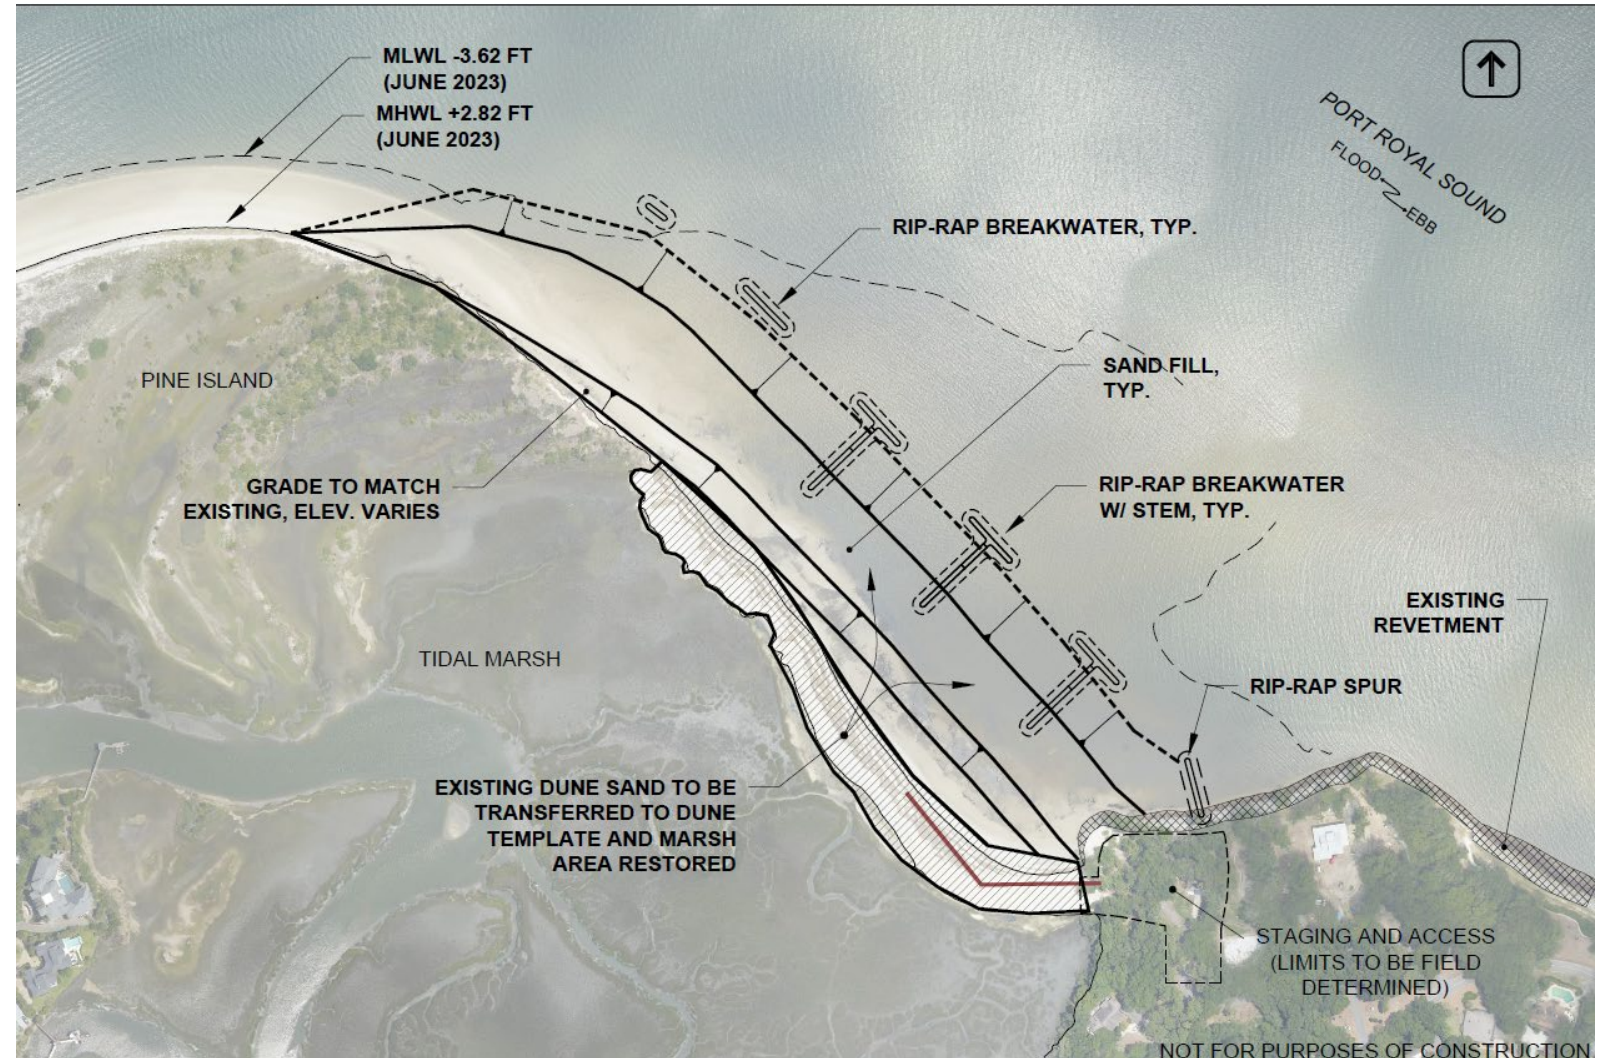 MLWL -3.62 FT
(JUNE 2023)
MHWL +2.82 FT
(JUNE 2023)
PORT ROYAL SOUND
FLOOD
EBB
RIP-RAP BREAKWATER, TYP.
PINE ISLAND
SAND FILL,
TYP.
GRADE TO MATCH
EXISTING, ELEV. VARIES
RIP-RAP BREAKWATER
W/ STEM, TYP.
EXISTING
REVETMENT
TIDAL MARSH
RIP-RAP SPUR
EXISTING DUNE SAND TO BE
TRANSFERRED TO DUNE
TEMPLATE AND MARSH
AREA RESTORED
STAGING AND ACCESS
(LIMITS TO BE FIELD
DETERMINED)
NOT FOR PURPOSES OF CONSTRUCTION